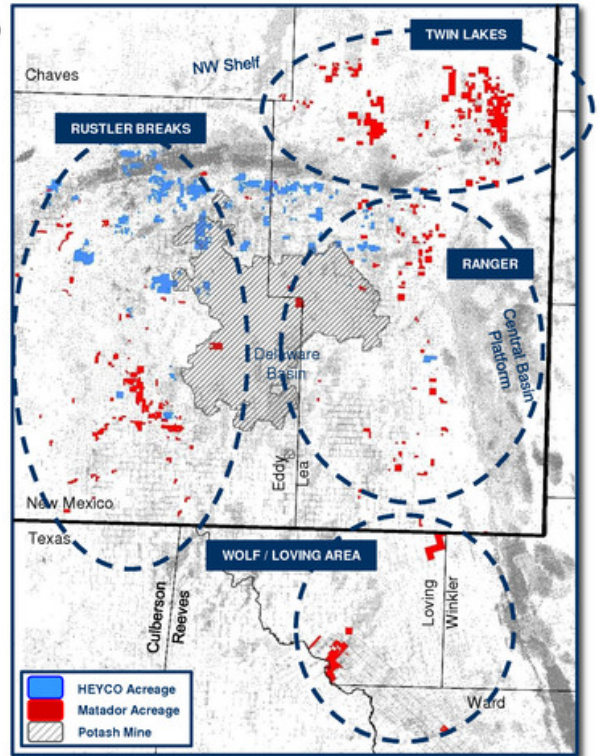 TWIN LAKES
NW Shelf
Chaves
RUSTLER BREAKS
RANGER
Central Basin
Platform
Delaware
Basin
Eddy
Lea
New Mexico
Texas
WOLF / LOVING AREA
Culberson
Reeves
Loving
Winkler
Ward
HEYCO Acreage
Matador Acreage
Potash Mine